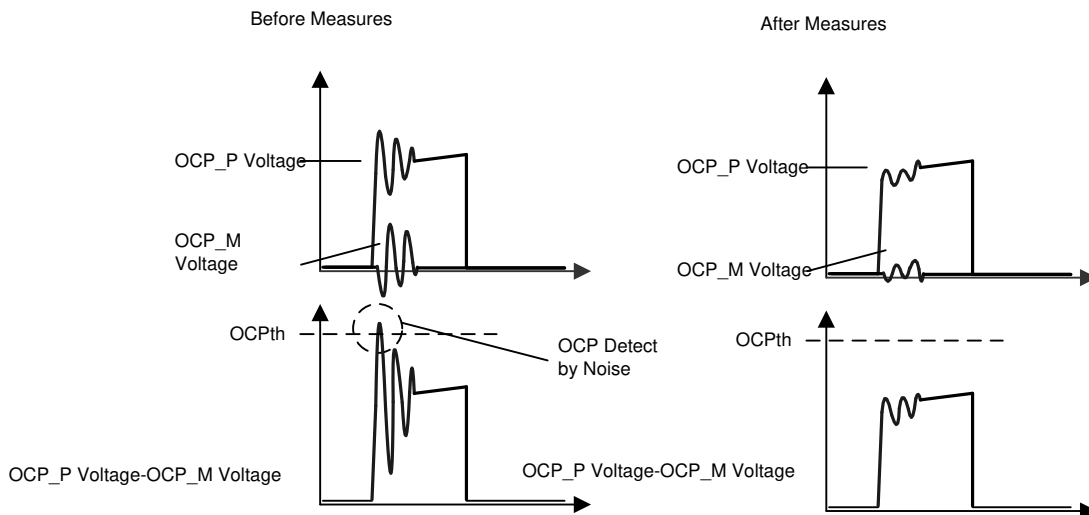 Before Measures
After Measures
OCP_P Voltage
OCP_P Voltage
OCP_M
Voltage
OCP_M Voltage
OCPth
OCP Detect
by Noise
OCPth
OCP_P Voltage-OCP_M Voltage
OCP_P Voltage-OCP_M Voltage